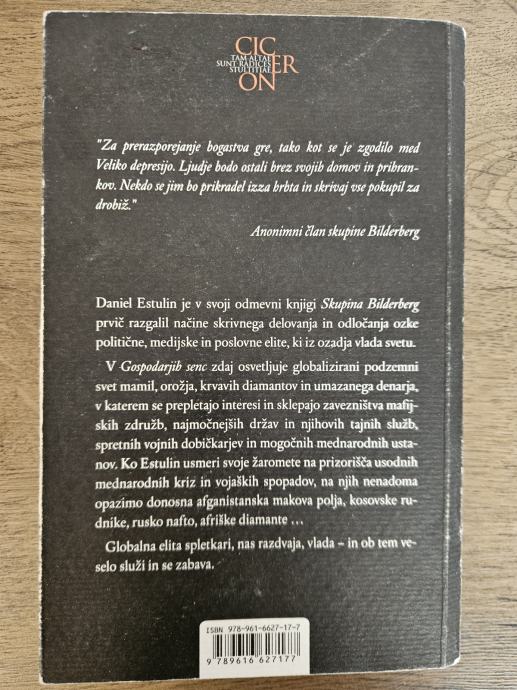 CIC
TAM ALTAE
SUNT RADICES
STULTITIAE
ER
ON
"Za prerazporejanje bogastva gre, tako kot se je zgodilo med
Veliko depresijo. Ljudje bodo ostali brez svojih domov in prihran-
kov. Nekdo se jim bo prikradel izza hrbta in skrivaj vse pokupil za
drobiž."
Anonimni član skupine Bilderberg
Daniel Estulin je v svoji odmevni knjigi Skupina Bilderberg
prvič razgalil načine skrivnega delovanja in odločanja ozke
politične, medijske in poslovne elite, ki iz ozadja vlada svetu.
V Gospodarjih senc zdaj osvetljuje globalizirani podzemni
svet mamil, orožja, krvavih diamantov in umazanega denarja,
v katerem se prepletajo interesi in sklepajo zavezništva mafij-
skih združb, najmočnejših držav in njihovih tajnih služb,
spretnih vojnih dobičkarjev in mogočnih mednarodnih usta-
nov. Ko Estulin usmeri svoje žaromete na prizorišča usodnih
mednarodnih kriz in vojaških spopadov, na njih nenadoma
opazimo donosna afganistanska makova polja, kosovske ru-
dnike, rusko nafto, afriške diamante ...
Globalna elita spletkari, nas razdvaja, vlada – in ob tem ve-
selo služi in se zabava.
ISBN 978-961-6627-17-7
9 789616 627177